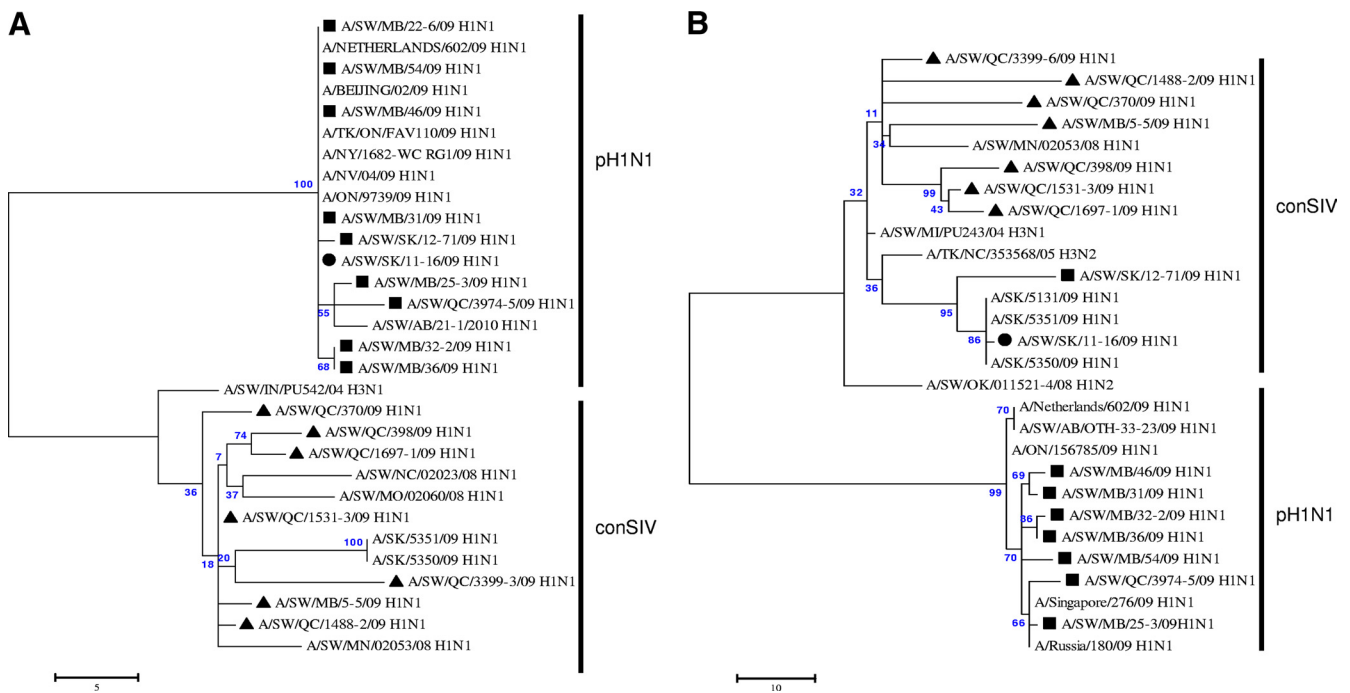 A
A/SW/MB/22-6/09 H1N1
A/NETHERLANDS/602/09 H1N1
A/SW/MB/54/09 H1N1
A/BEIJING/02/09 H1N1
A/SW/MB/46/09 H1N1
A/TK/ON/FAV110/09 H1N1
A/NY/1682-WC RG1/09 H1N1
A/NV/04/09 H1N1
100
A/ON/9739/09 H1N1
A/SW/MB/31/09 H1N1
A/SW/SK/12-71/09 H1N1
A/SW/SK/11-16/09 H1N1
A/SW/MB/25-3/09 H1N1
A/SW/QC/3974-5/09 H1N1
55
A/SW/AB/21-1/2010 H1N1
A/SW/MB/32-2/09 H1N1
68
A/SW/MB/36/09 H1N1
pH1N1
A/SW/IN/PU542/04 H3N1
A/SW/QC/370/09 H1N1
74
A/SW/QC/398/09 H1N1
A/SW/QC/1697-1/09 H1N1
7
A/SW/NC/02023/08 H1N1
36
37
A/SW/MO/02060/08 H1N1
A/SW/QC/1531-3/09 H1N1
100
A/SK/5351/09 H1N1
A/SK/5350/09 H1N1
18
20
A/SW/QC/3399-3/09 H1N1
A/SW/MB/5-5/09 H1N1
A/SW/QC/1488-2/09 H1N1
A/SW/MN/02053/08 H1N1
conSIV
5
B
A/SW/QC/3399-6/09 H1N1
A/SW/QC/1488-2/09 H1N1
A/SW/QC/370/09 H1N1
11
A/SW/MB/5-5/09 H1N1
34
A/SW/MN/02053/08 H1N1
A/SW/QC/398/09 H1N1
99
A/SW/QC/1531-3/09 H1N1
32
43
A/SW/QC/1697-1/09 H1N1
A/SW/MI/PU243/04 H3N1
A/TK/NC/353568/05 H3N2
A/SW/SK/12-71/09 H1N1
36
A/SK/5131/09 H1N1
95
A/SK/5351/09 H1N1
86
A/SW/SK/11-16/09 H1N1
A/SK/5350/09 H1N1
conSIV
A/SW/OK/011521-4/08 H1N2
70
A/Netherlands/602/09 H1N1
A/SW/AB/OTH-33-23/09 H1N1
A/ON/156785/09 H1N1
69
A/SW/MB/46/09 H1N1
99
A/SW/MB/31/09 H1N1
36
A/SW/MB/32-2/09 H1N1
A/SW/MB/36/09 H1N1
70
A/SW/MB/54/09 H1N1
A/SW/QC/3974-5/09 H1N1
A/Singapore/276/09 H1N1
66
A/SW/MB/25-3/09H1N1
A/Russia/180/09 H1N1
pH1N1
10